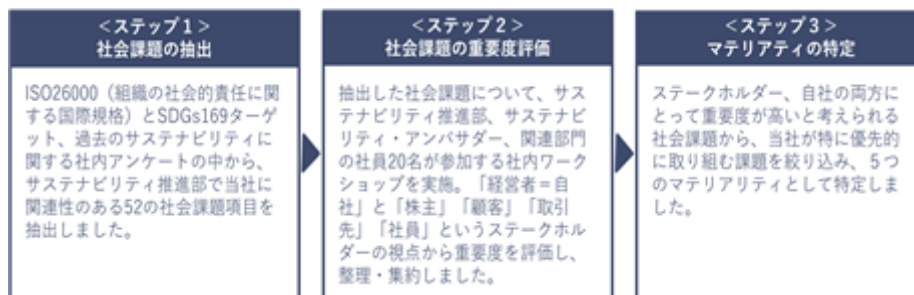 ＜ステップ１＞
社会課題の抽出
ISO26000（組織の社会的責任に関
する国際規格）とSDGs169ターゲ
ット、過去のサステナビリティに
関する社内アンケートの中から、
サステナビリティ推進部で当社に
関連性のある52の社会課題項目を
抽出しました。
＜ステップ２＞
社会課題の重要度評価
抽出した社会課題について、サス
テナビリティ推進部、サステナビ
リティ・アンバサダー、関連部門
の社員20名が参加する社内ワーク
ショップを実施。「経営者＝自
社」と「株主」「顧客」「取引
先」「社員」というステークホル
ダーの視点から重要度を評価し、
整理・集約しました。
＜ステップ３＞
マテリアティの特定
ステークホルダー、自社の両方に
とって重要度が高いと考えられる
社会課題から、当社が特に優先的
に取り組む課題を絞り込み、５つ
のマテリアリティとして特定しま
した。